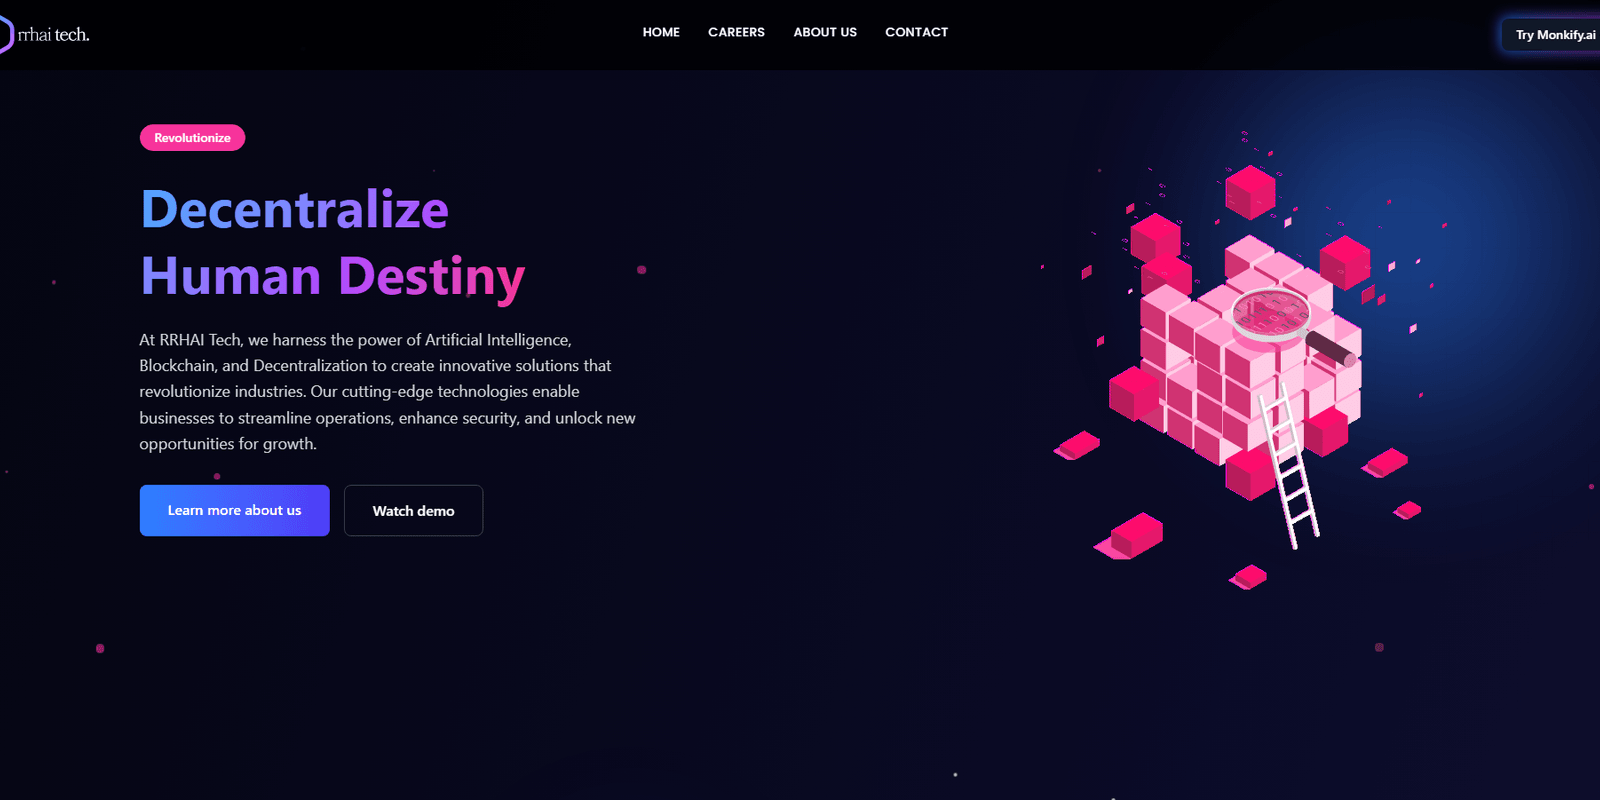 rrhai tech.
HOME
CAREERS
ABOUT US
CONTACT
Try Monkify.ai
Revolutionize
Decentralize
Human Destiny
At RRHAI Tech, we harness the power of Artificial Intelligence,
Blockchain, and Decentralization to create innovative solutions that
revolutionize industries. Our cutting-edge technologies enable
businesses to streamline operations, enhance security, and unlock new
opportunities for growth.
Learn more about us
Watch demo